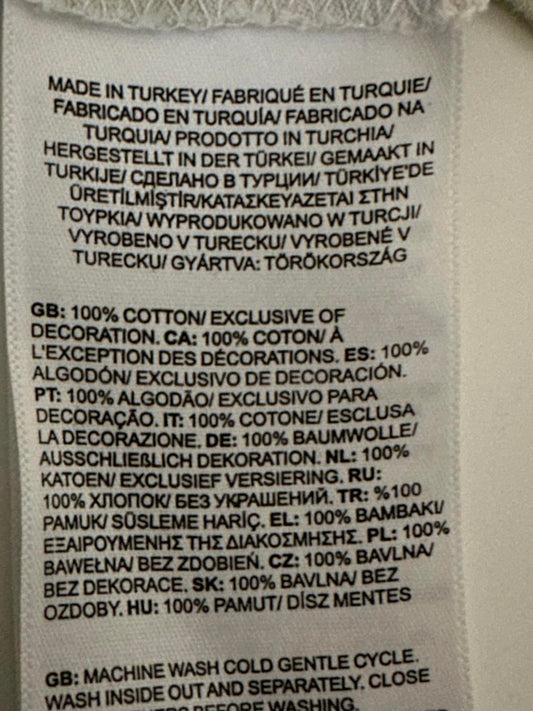 MADE IN TURKEY/ FABRIQUÉ EN TURQUIE/
FABRICADO EN TURQUÍA/ FABRICADO NA
TURQUIA/ PRODOTTO IN TURCHIA/
HERGESTELLT IN DER TÜRKEI/ GEMAAKT IN
TURKIJE/ СДЕЛАНО В ТУРЦИИ/ TÜRKİYE'DE
ÜRETİLMİŞTİR/ΚΑΤΑΣΚΕΥΑΖΕΤΑΙ ΣΤΗΝ
ΤΟΥΡΚΙΑ/ WYPRODUKOWANO W TURCJI/
VYROBENO V TURECKU/ VYROBENÉ V
TURECKU/ GYÁRTVA: TÖRÖKORSZÁG
GB: 100% COTTON/ EXCLUSIVE OF
DECORATION. CA: 100% COTON/ À
L'EXCEPTION DES DÉCORATIONS. ES: 100%
ALGODÓN/ EXCLUSIVO DE DECORACIÓN.
PT: 100% ALGODÃO/ EXCLUSIVO PARA
DECORAÇÃO. IT: 100% COTONE/ ESCLUSA
LA DECORAZIONE. DE: 100% BAUMWOLLE/
AUSSCHLIEßLICH DEKORATION. NL: 100%
KATOEN/ EXCLUSIEF VERSIERING. RU:
100% ХЛОПОК/ БЕЗ УКРАШЕНИЙ. TR: %100
PAMUK/ SÜSLEME HARİÇ. EL: 100% ΒΑΜΒΑΚΙ/
ΕΞΑΙΡΟΥΜΕΝΗΣ ΤΗΣ ΔΙΑΚΟΣΜΗΣΗΣ. PL: 100%
BAWEŁNA/ BEZ ZDOBIEŃ. CZ: 100% BAVLNA/
BEZ DEKORACE. SK: 100% BAVLNA/ BEZ
OZDOBY. HU: 100% PAMUT/ DÍSZ MENTES
GB: MACHINE WASH COLD GENTLE CYCLE.
WASH INSIDE OUT AND SEPARATELY. CLOSE
BEFORE WASHING.